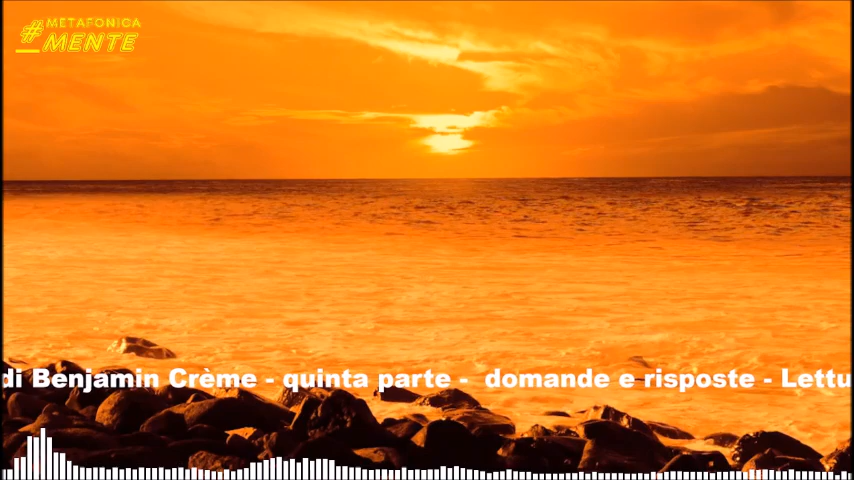 #METAFONICA
MENTE
di Benjamin Crème - quinta parte - domande e risposte - Lettu